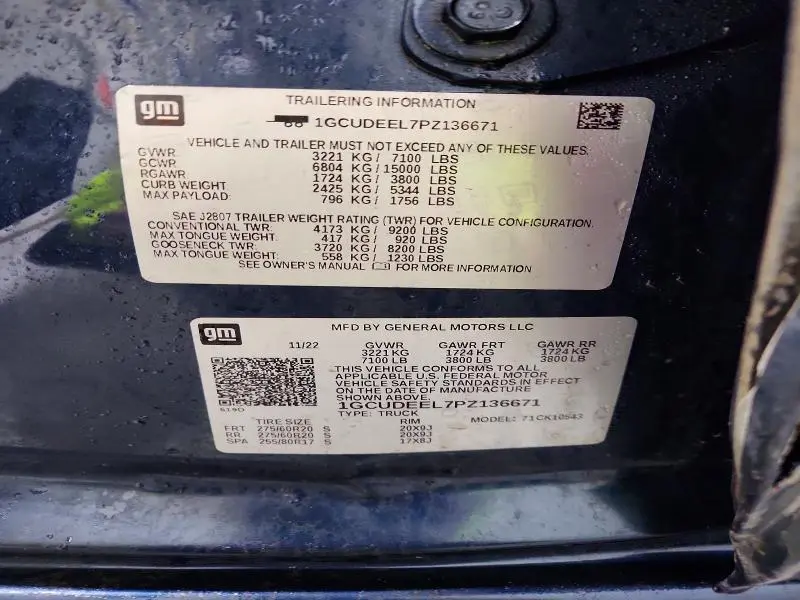 gm
TRAILERING INFORMATION
1GCUDEEL7PZ136671
VEHICLE AND TRAILER MUST NOT EXCEED ANY OF THESE VALUES:
GVWR: 3221 KG / 7100 LBS
GCWR: 6804 KG / 15000 LBS
RGAWR: 1724 KG / 3800 LBS
CURB WEIGHT: 2425 KG / 5344 LBS
MAX PAYLOAD: 796 KG / 1756 LBS
SAE J2807 TRAILER WEIGHT RATING (TWR) FOR VEHICLE CONFIGURATION.
CONVENTIONAL TWR: 4173 KG / 9200 LBS
MAX TONGUE WEIGHT: 417 KG / 920 LBS
GOOSENECK TWR: 3720 KG / 8200 LBS
MAX TONGUE WEIGHT: 558 KG / 1230 LBS
SEE OWNER'S MANUAL FOR MORE INFORMATION
gm
MFD BY GENERAL MOTORS LLC
11/22 GVWR GAWR FRT GAWR RR
3221 KG 1724 KG 1724 KG
7100 LB 3800 LB 3800 LB
THIS VEHICLE CONFORMS TO ALL
APPLICABLE U.S. FEDERAL MOTOR
VEHICLE SAFETY STANDARDS IN EFFECT
ON THE DATE OF MANUFACTURE
SHOWN ABOVE.
1GCUDEEL7PZ136671
TYPE: TRUCK MODEL: 71CK10543
TIRE SIZE RIM
FRT 275/60R20 S 20X9J
RR 275/60R20 S 20X9J
SPA 255/80R17 S 17X8J